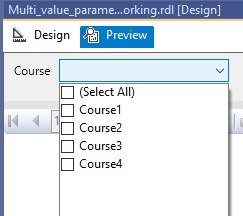 Multi_value_parame...orking.rdl [Design]
Design Preview
Course
(Select All)
Course1
Course2
Course3
Course4